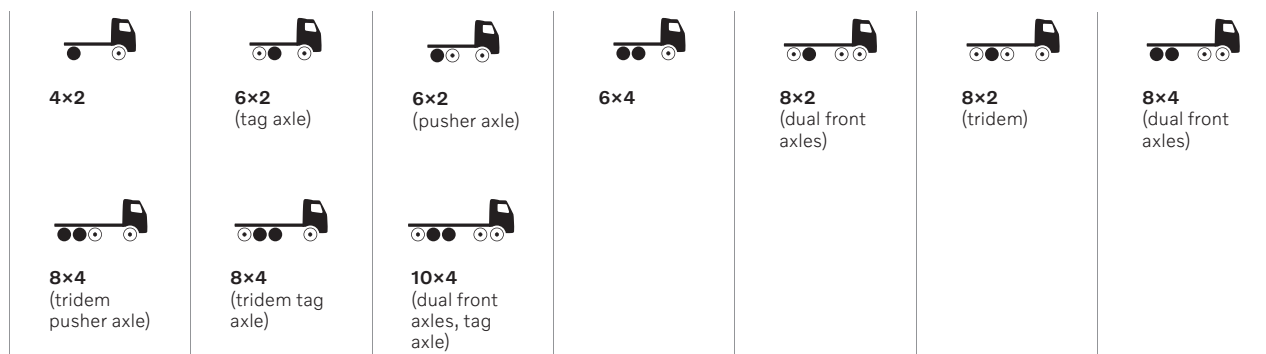 4×2
6×2
(tag axle)
6×2
(pusher axle)
6×4
8×2
(dual front
axles)
8×2
(tridem)
8×4
(dual front
axles)
8×4
(tridem
pusher axle)
8×4
(tridem tag
axle)
10×4
(dual front
axles, tag
axle)